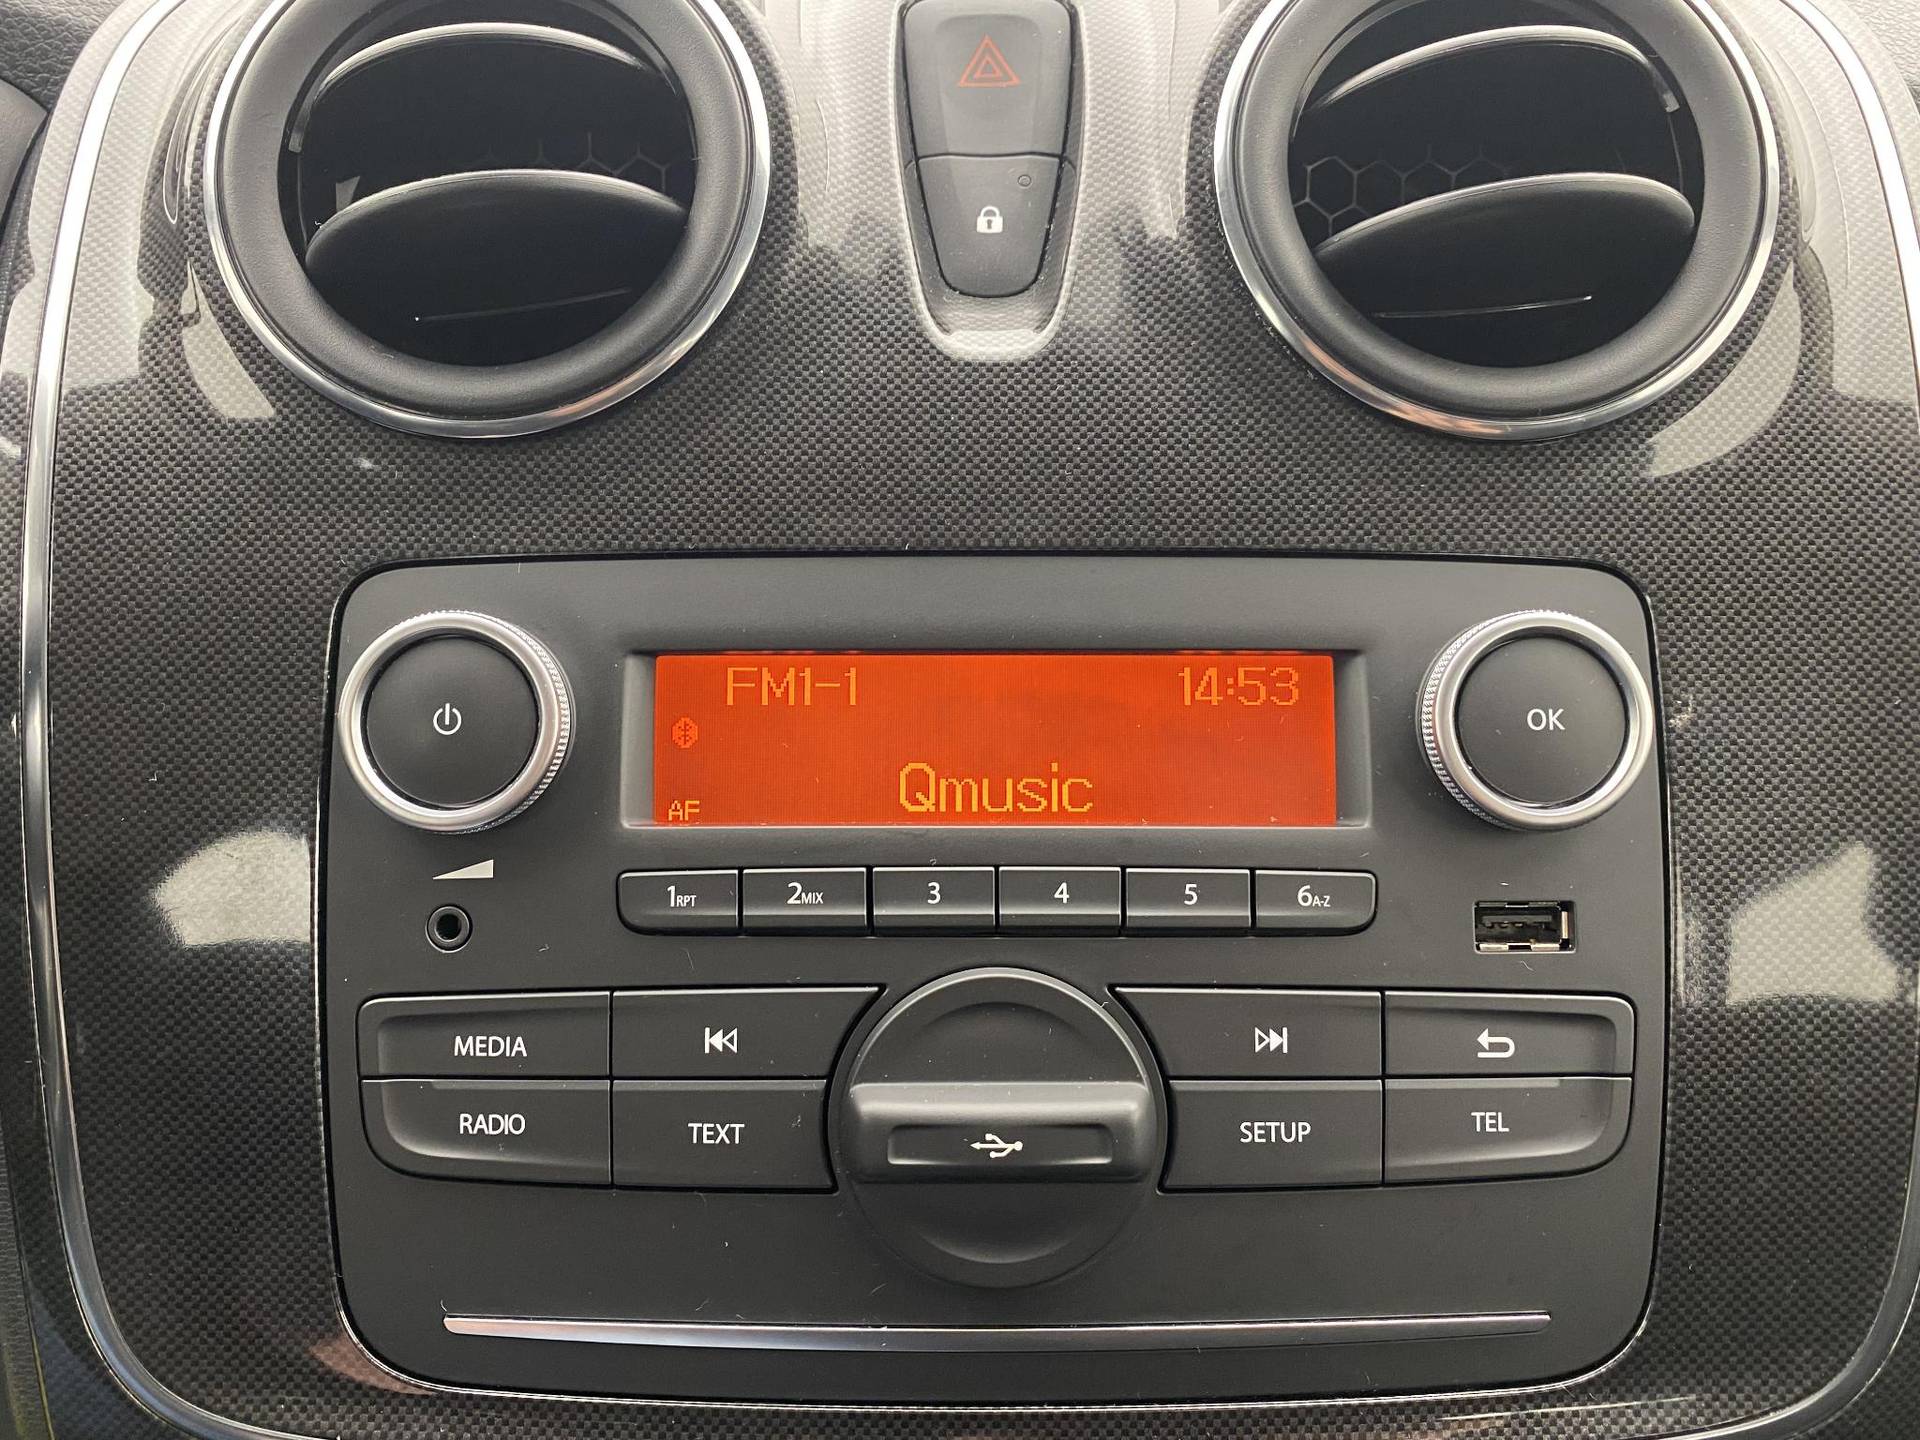 FM1-1 14:53
Qmusic
AF
OK
1RPT 2MIX 3 4 5 6A-Z
MEDIA
RADIO TEXT SETUP TEL